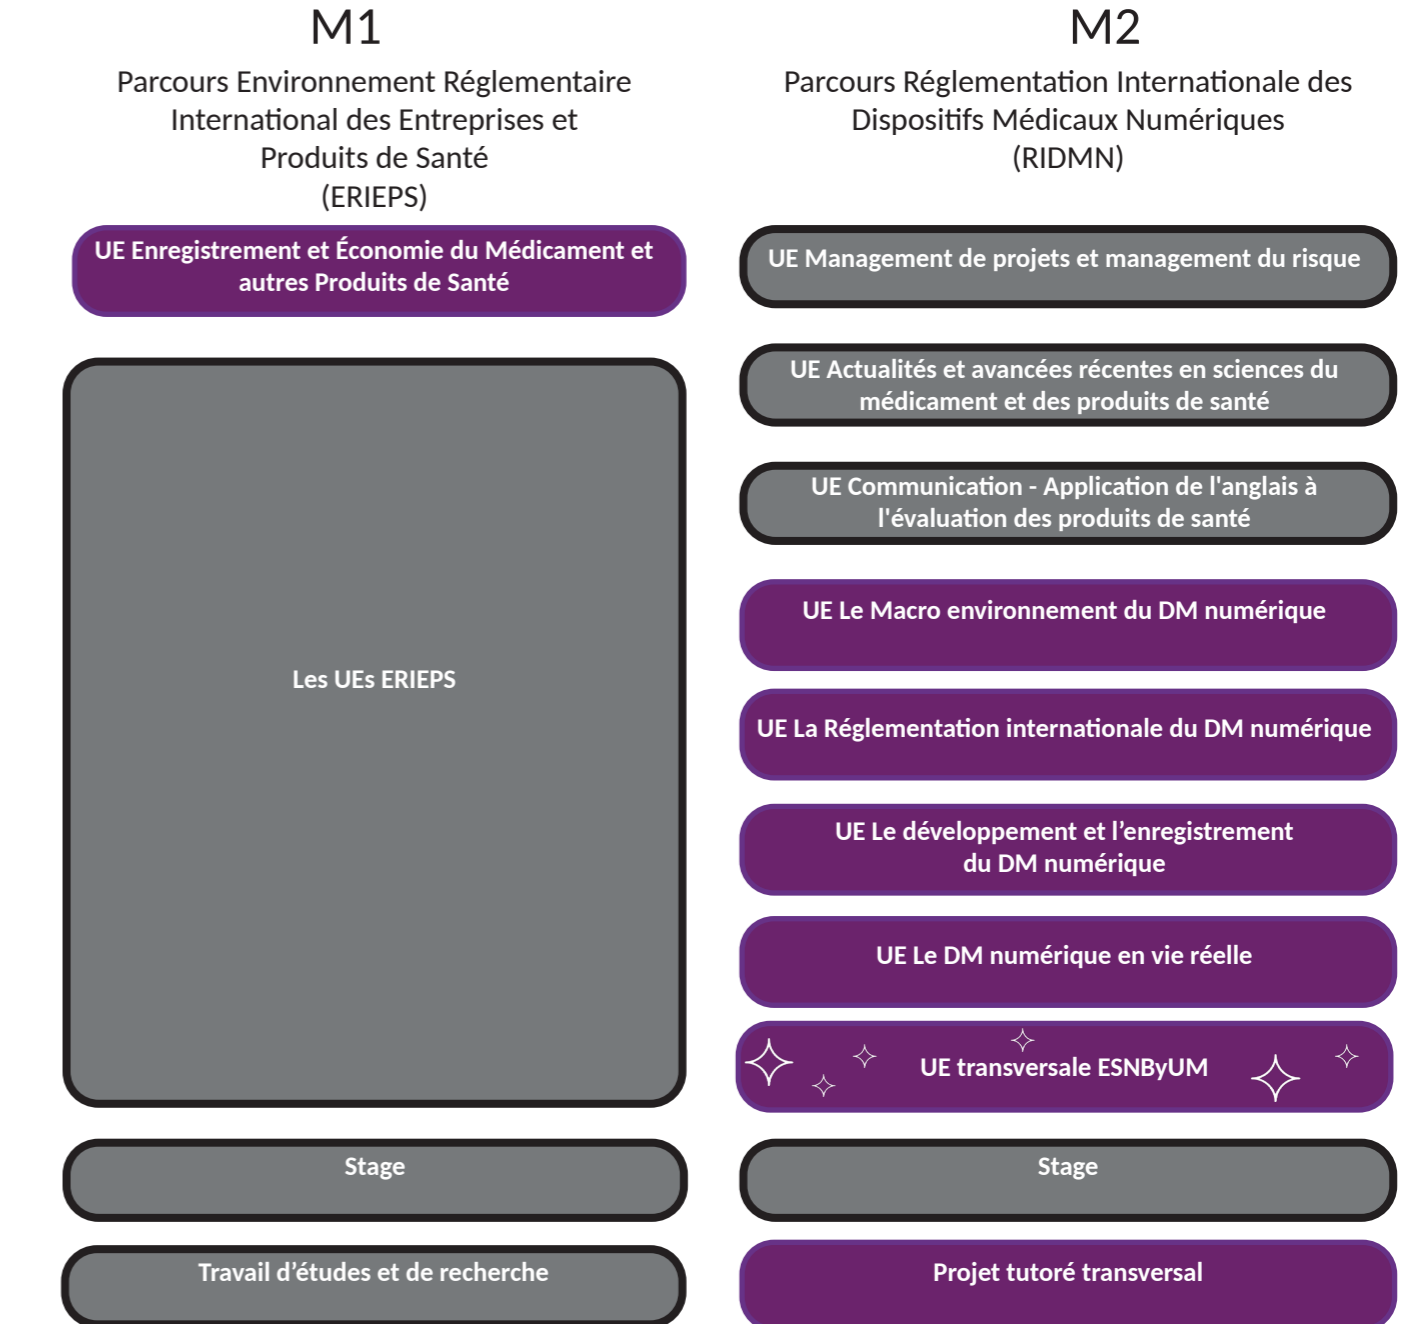 M1
Parcours Environnement Réglementaire
International des Entreprises et
Produits de Santé
(ERIEPS)
UE Enregistrement et Économie du Médicament et
autres Produits de Santé
Les UEs ERIEPS
Stage
Travail d’études et de recherche
M2
Parcours Réglementation Internationale des
Dispositifs Médicaux Numériques
(RIDMN)
UE Management de projets et management du risque
UE Actualités et avancées récentes en sciences du
médicament et des produits de santé
UE Communication - Application de l'anglais à
l'évaluation des produits de santé
UE Le Macro environnement du DM numérique
UE La Réglementation internationale du DM numérique
UE Le développement et l’enregistrement
du DM numérique
UE Le DM numérique en vie réelle
UE transversale ESNByUM
Stage
Projet tutoré transversal